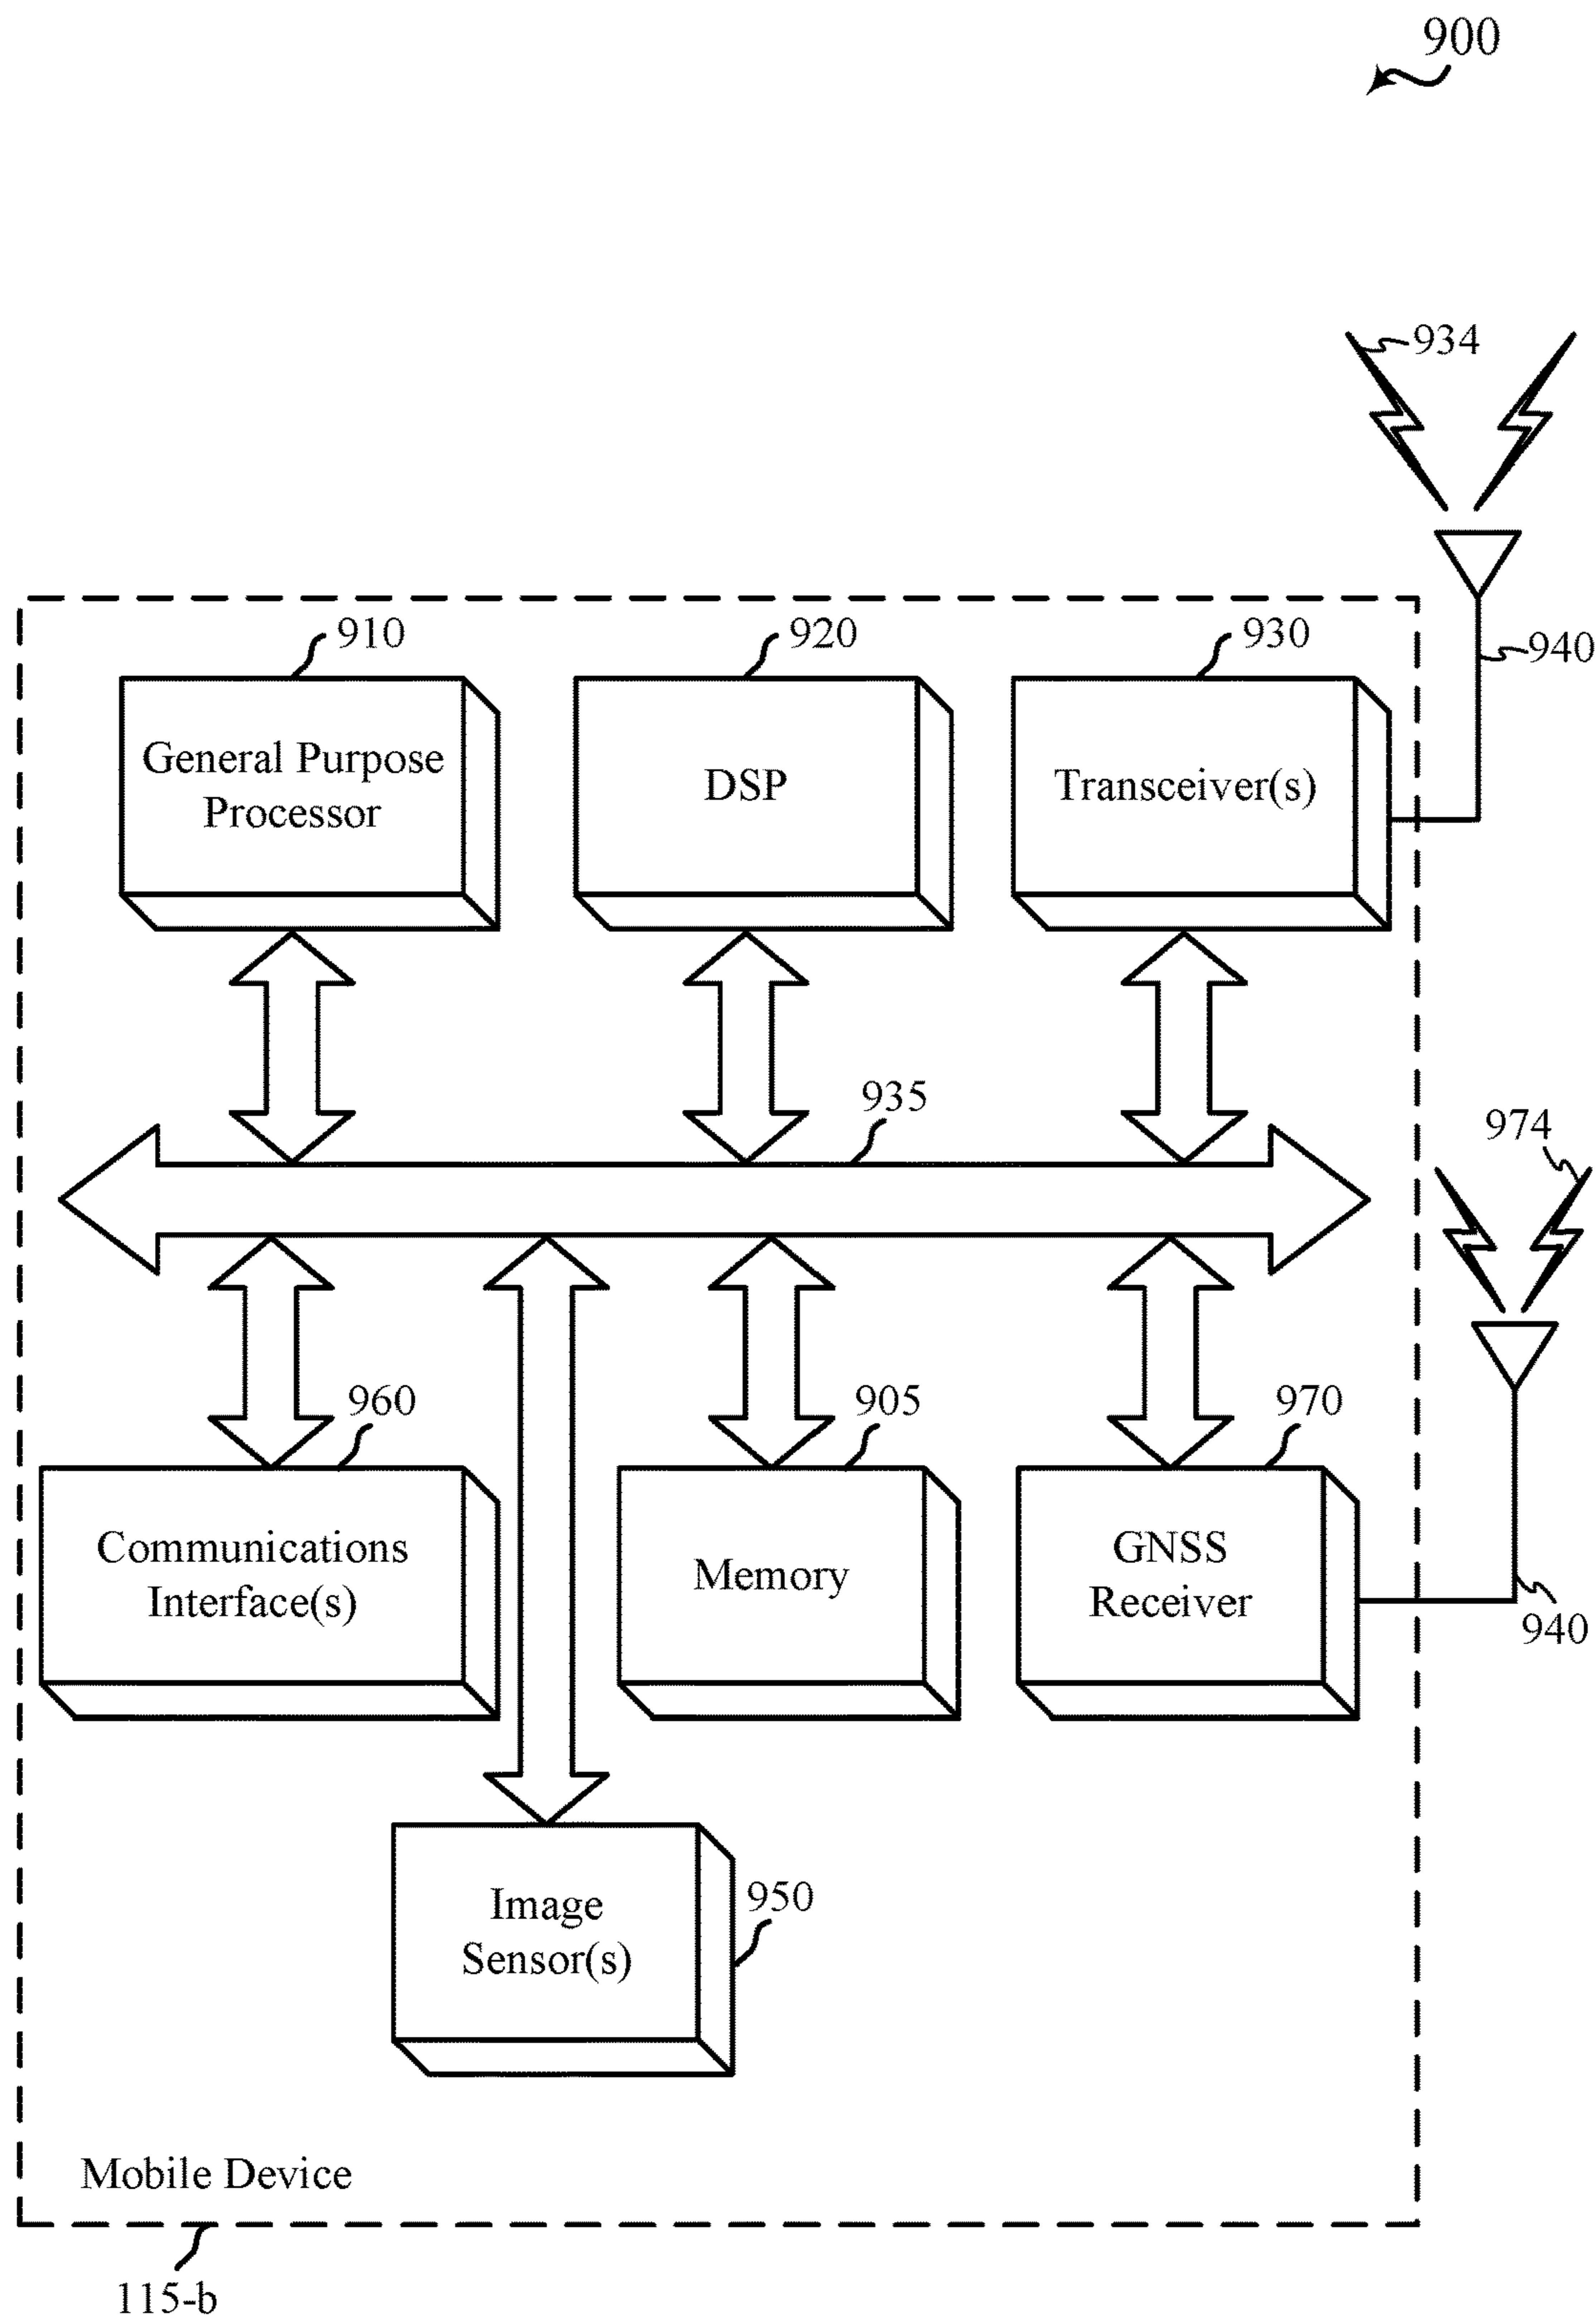 900
934
910
920
930
940
General Purpose
Processor
DSP
Transceiver(s)
935
974
960
905
970
Communications
Interface(s)
Memory
GNSS
Receiver
940
Image
Sensor(s)
950
Mobile Device
115-b